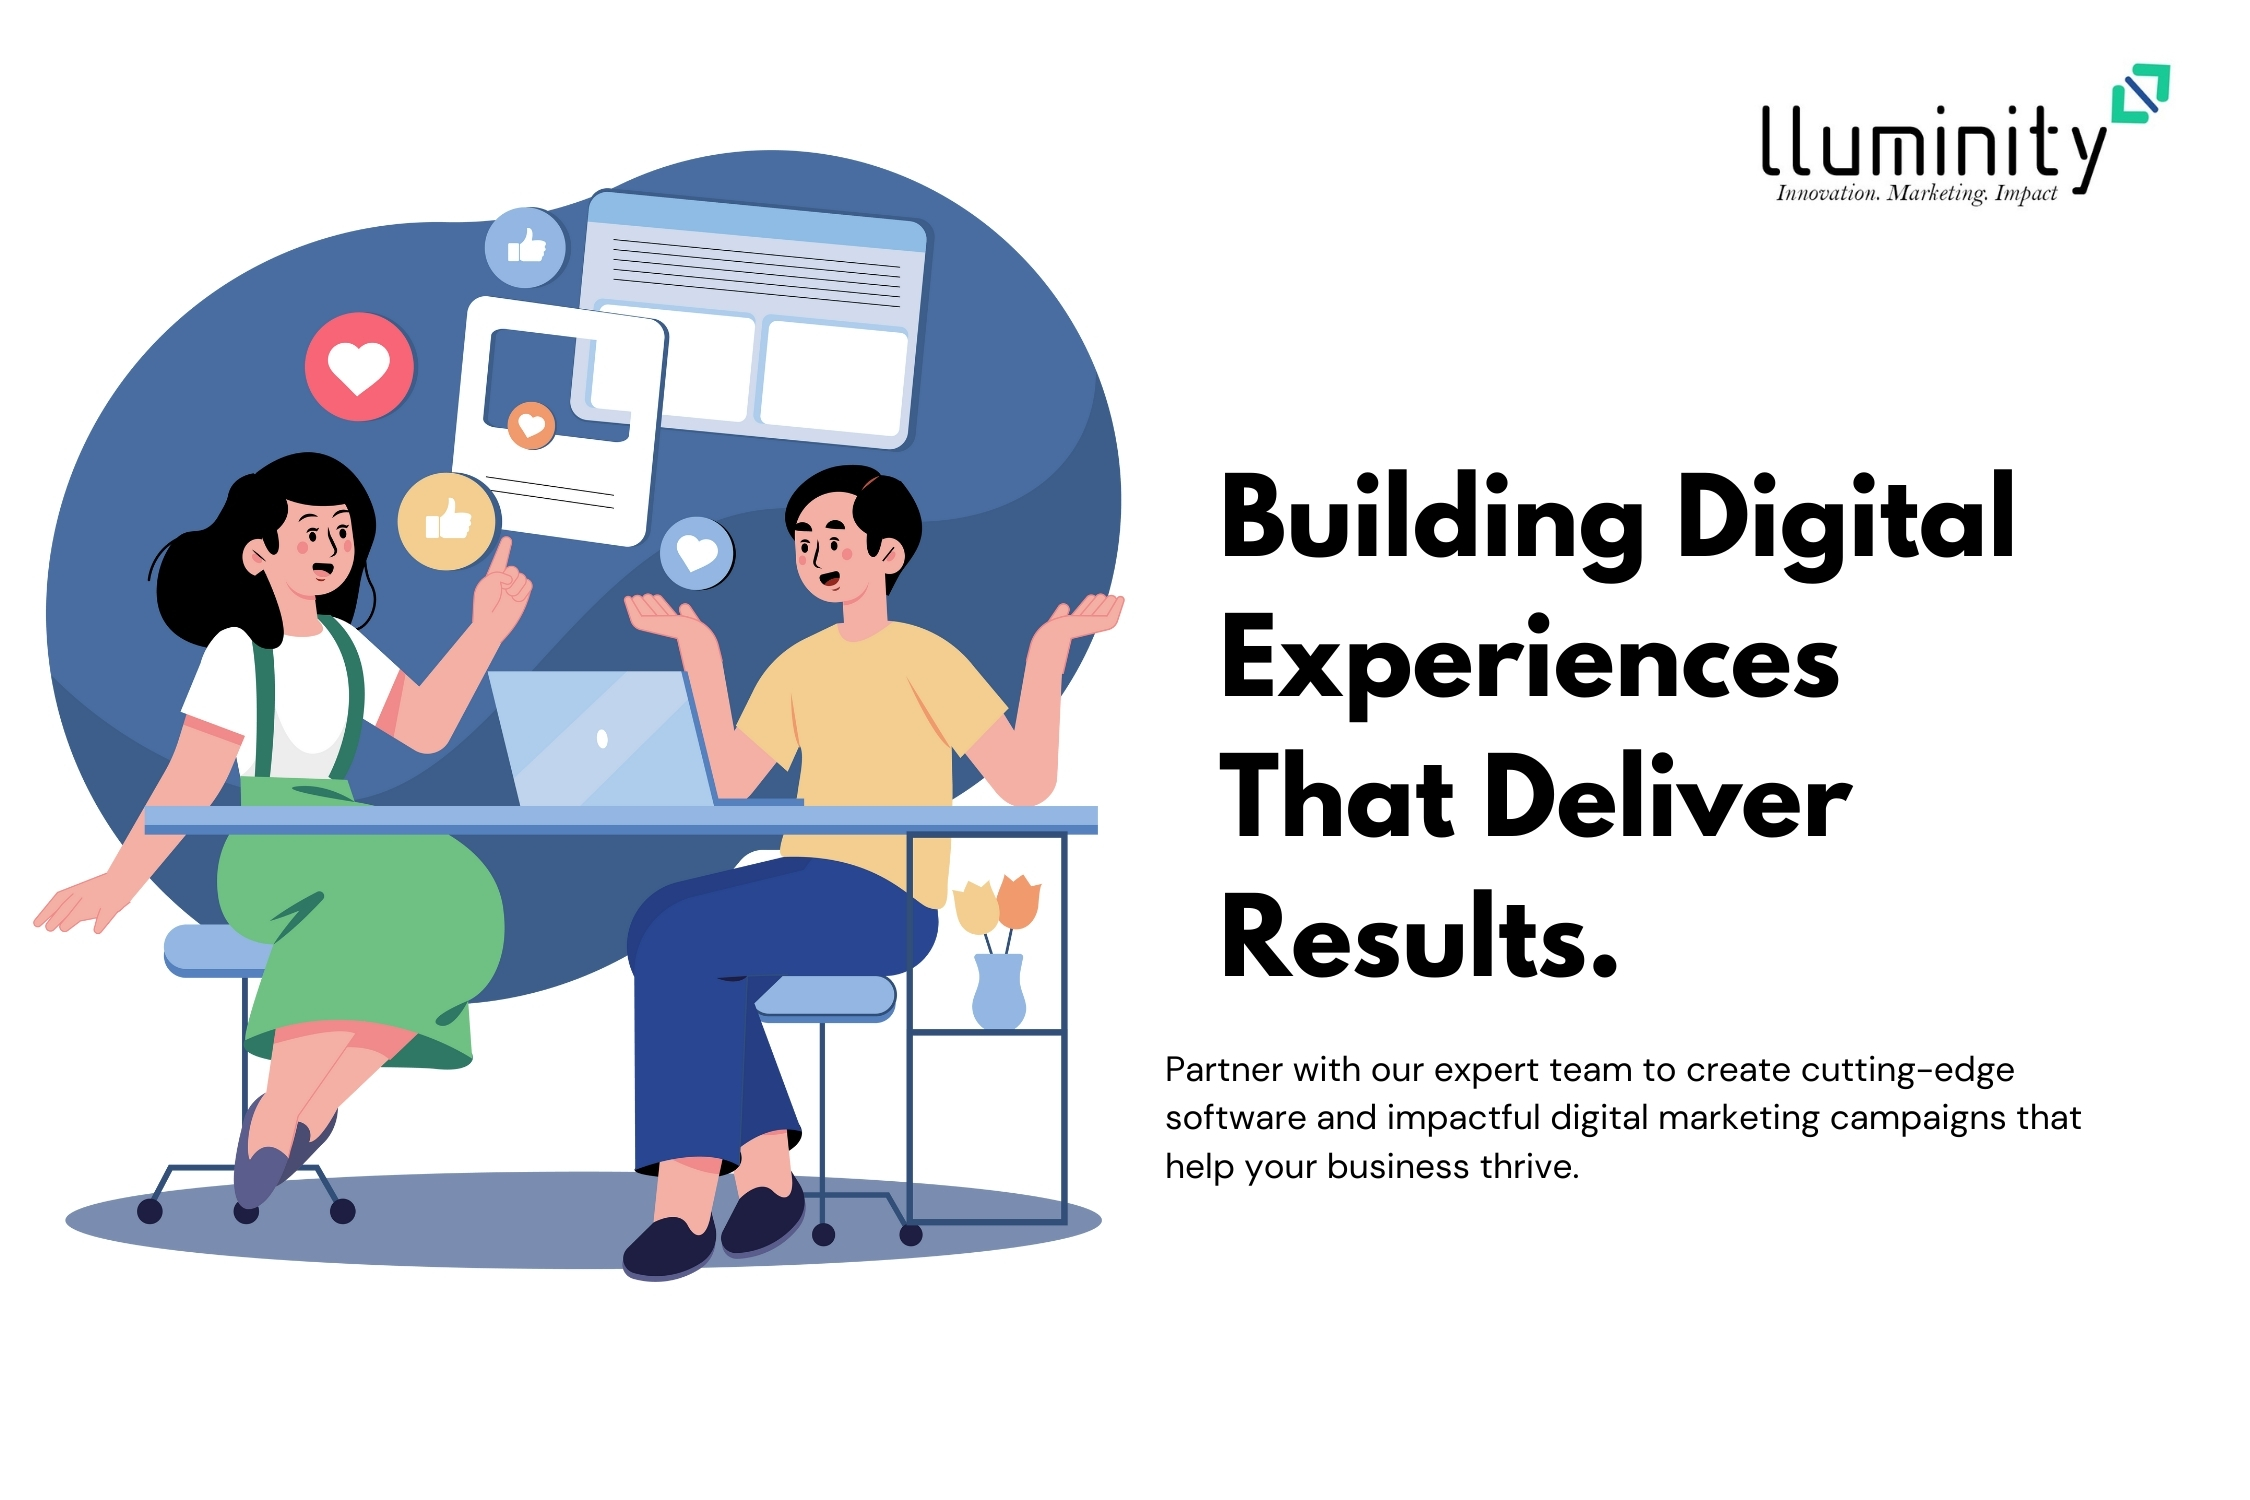 lluminity
Innovation. Marketing. Impact
Building Digital
Experiences
That Deliver
Results.
Partner with our expert team to create cutting-edge
software and impactful digital marketing campaigns that
help your business thrive.